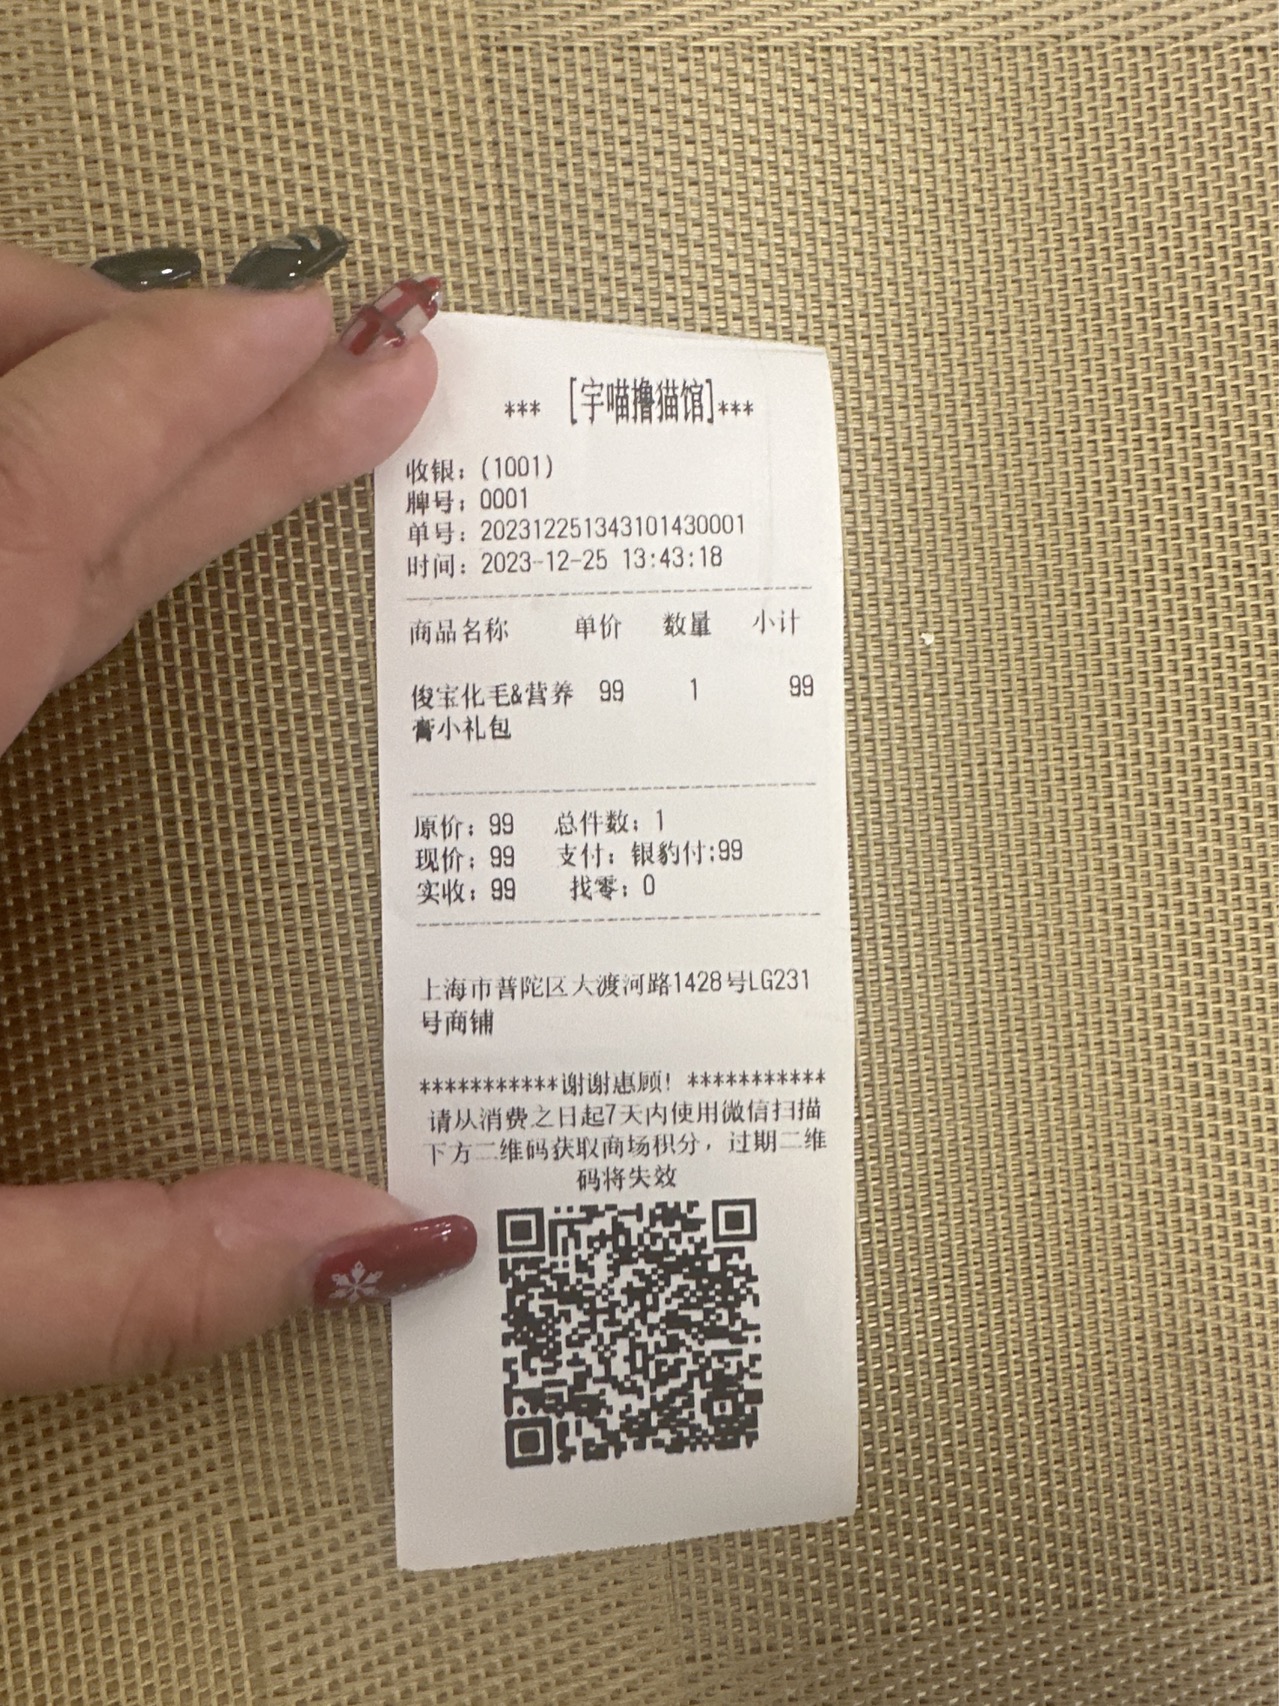 *** [宇喵撸猫馆]***
收银：(1001)
牌号：0001
单号：202312251343101430001
时间：2023-12-25 13:43:18
商品名称 单价 数量 小计
俊宝化毛&营养 99 1 99
膏小礼包
原价：99 总件数：1
现价：99 支付：银豹付:99
实收：99 找零：0
上海市普陀区大渡河路1428号LG231
号商铺
***********谢谢惠顾！***********
请从消费之日起7天内使用微信扫描
下方二维码获取商场积分，过期二维
码将失效